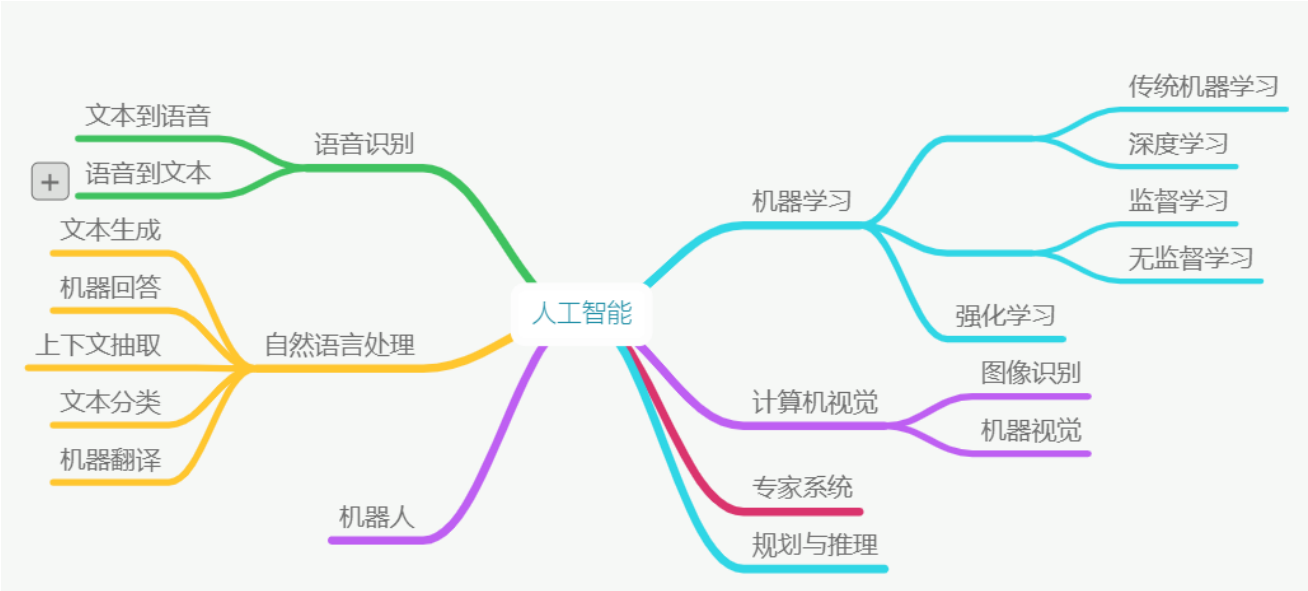 人工智能
语音识别
文本到语音
语音到文本
自然语言处理
文本生成
机器回答
上下文抽取
文本分类
机器翻译
机器人
机器学习
传统机器学习
深度学习
监督学习
无监督学习
强化学习
计算机视觉
图像识别
机器视觉
专家系统
规划与推理